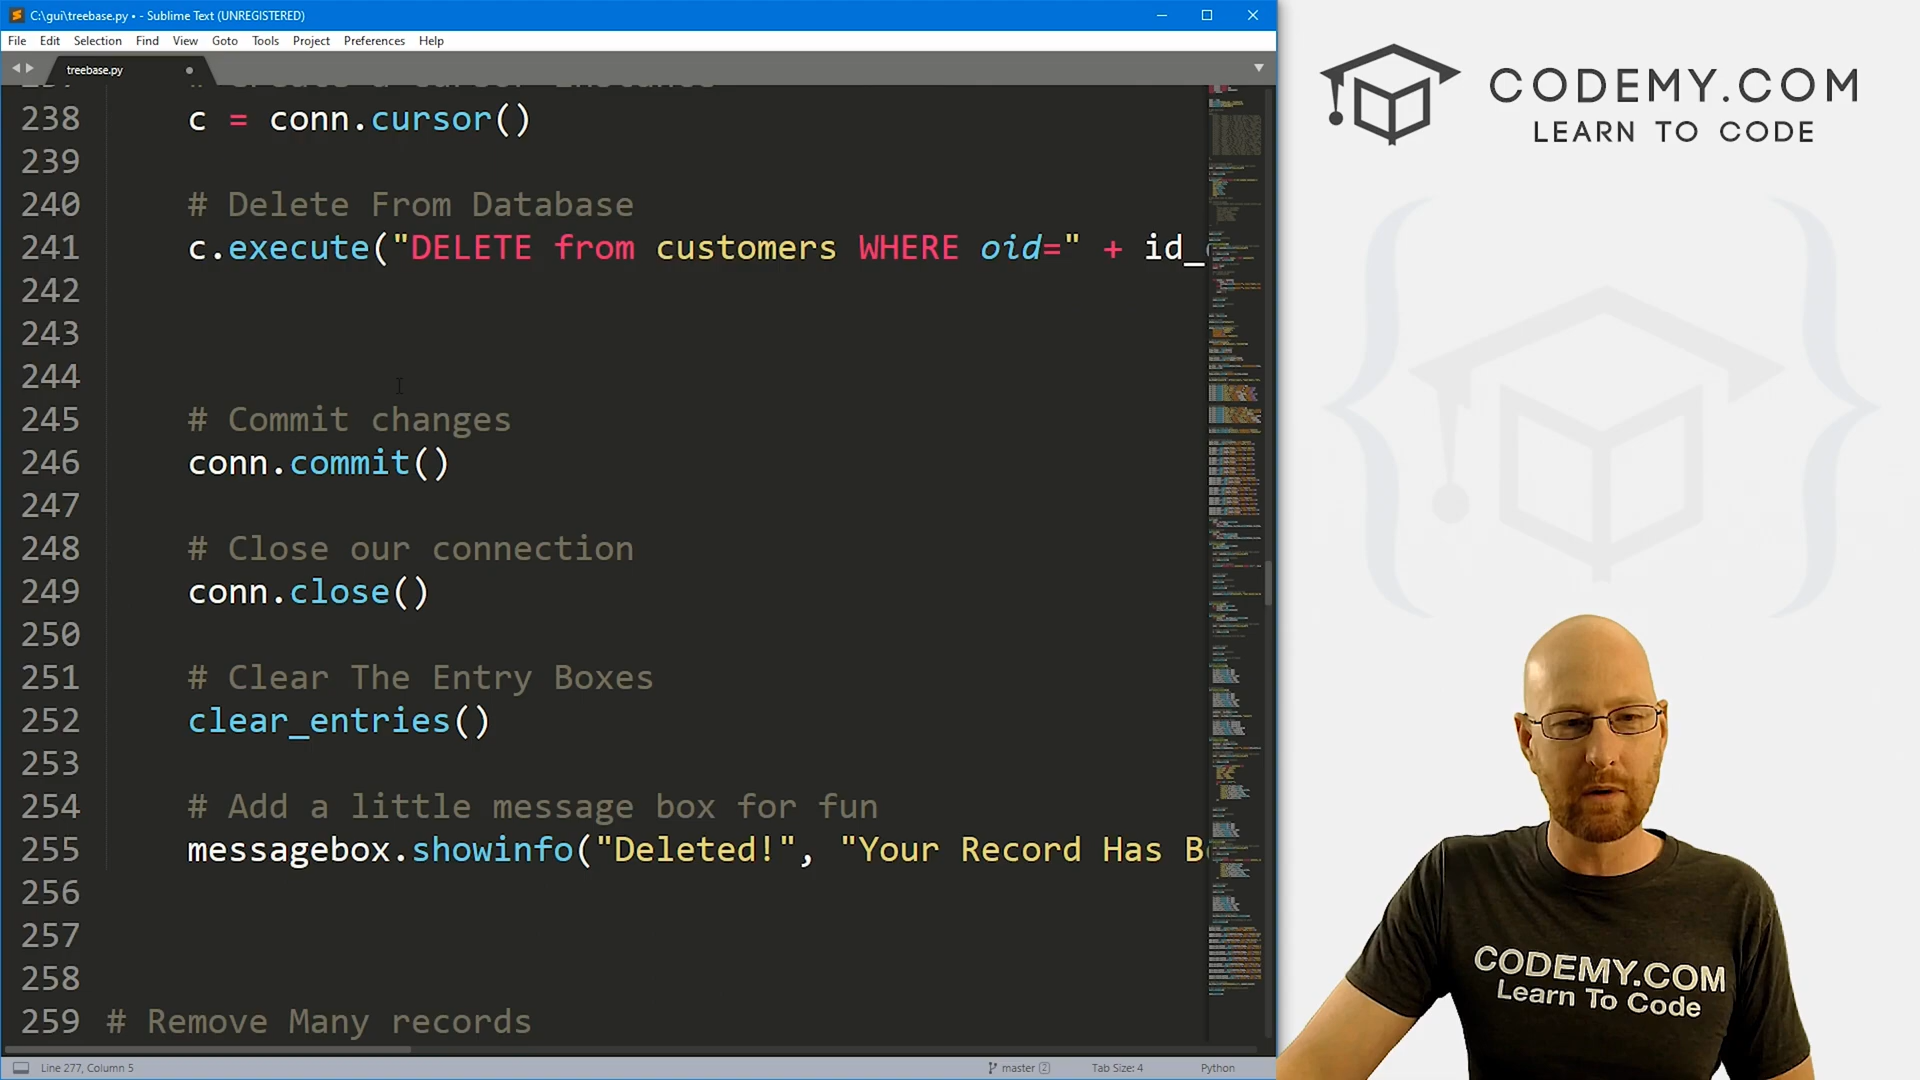 C:\gui\treebase.py • - Sublime Text (UNREGISTERED)
File Edit Selection Find View Goto Tools Project Preferences Help
treebase.py
238 c = conn.cursor()
239
240 # Delete From Database
241 c.execute("DELETE from customers WHERE oid=" + id_
242
243
244
245 # Commit changes
246 conn.commit()
247
248 # Close our connection
249 conn.close()
250
251 # Clear The Entry Boxes
252 clear_entries()
253
254 # Add a little message box for fun
255 messagebox.showinfo("Deleted!", "Your Record Has
256
257
258
259 # Remove Many records
Line 277, Column 5
master 2
Tab Size: 4
Python
CODEMY.COM
LEARN TO CODE
CODEMY.COM
Learn To Code